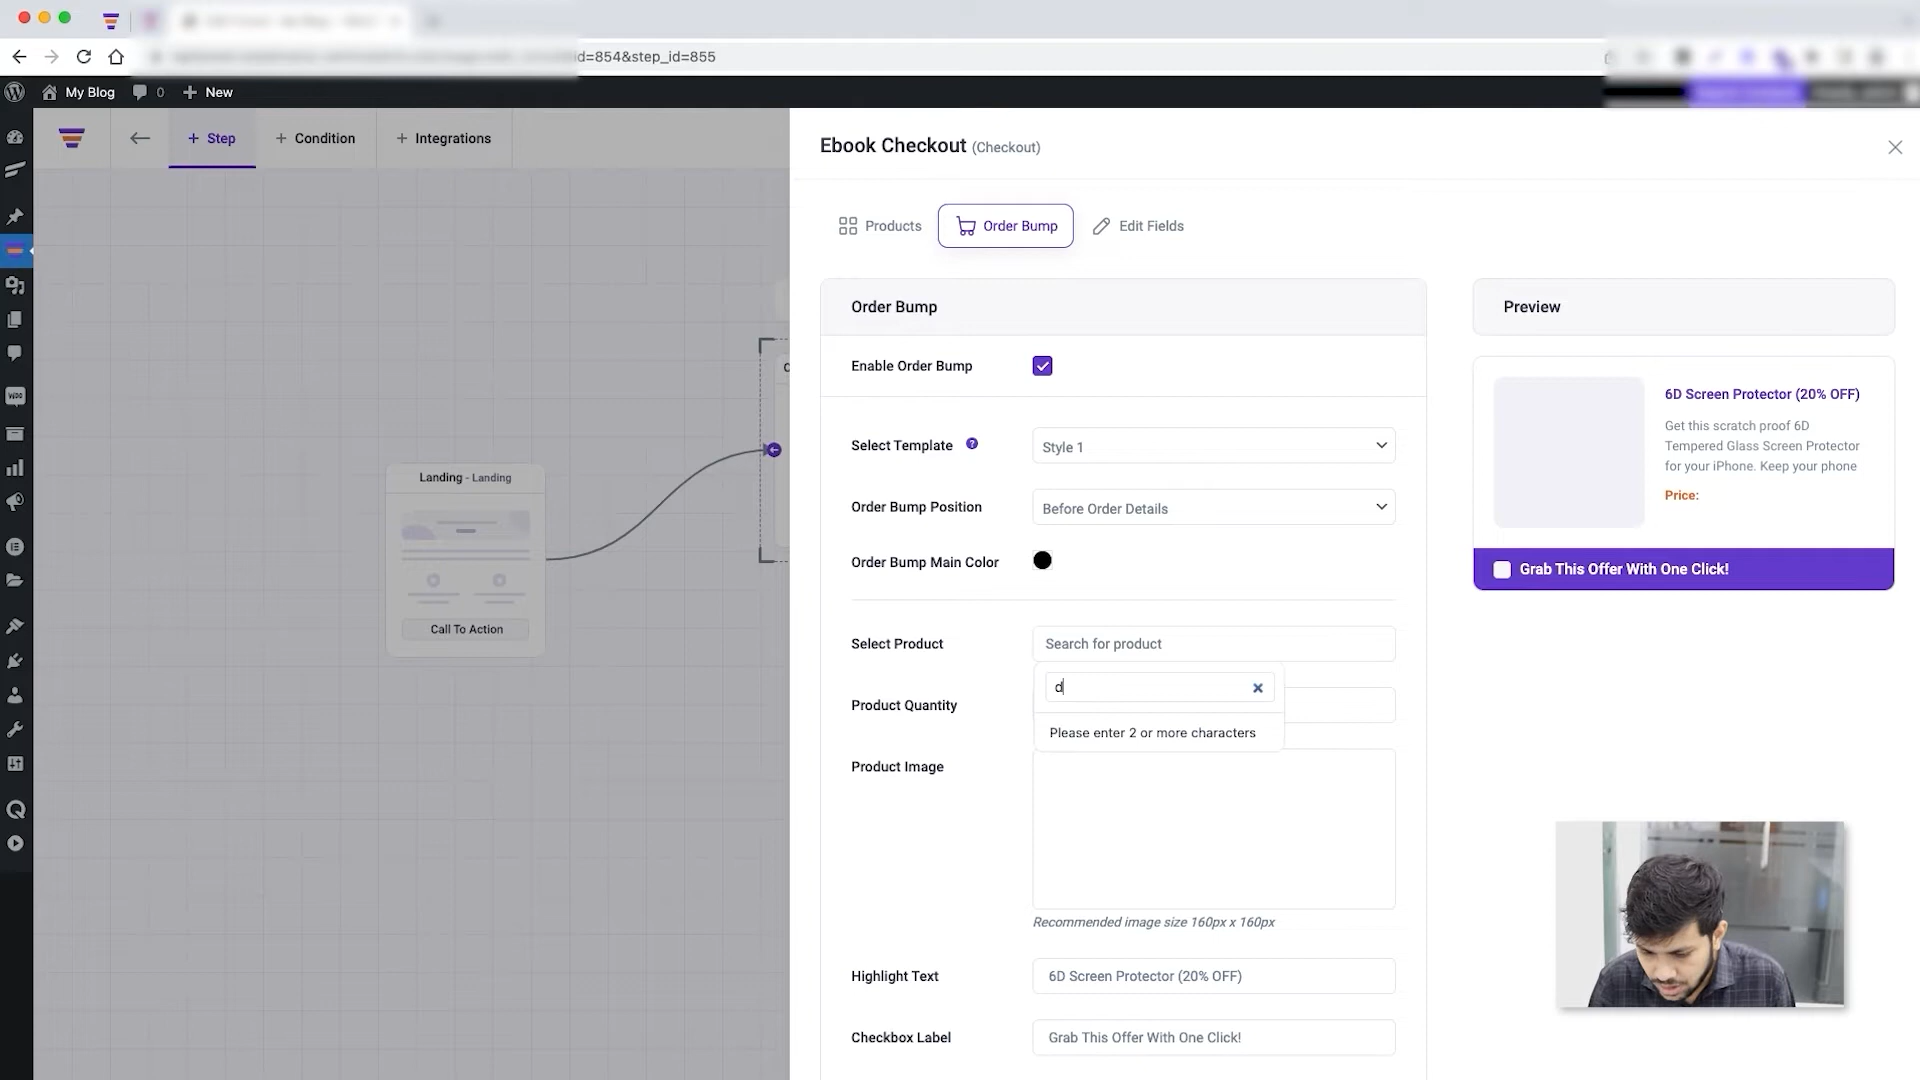 id=854&step_id=855
My Blog
0
New
Step
Condition
Integrations
Ebook Checkout (Checkout)
Products
Order Bump
Edit Fields
Order Bump
Preview
Enable Order Bump
6D Screen Protector (20% OFF)
Get this scratch proof 6D
Tempered Glass Screen Protector
for your iPhone. Keep your phone
Price:
Grab This Offer With One Click!
Select Template
?
Style 1
Order Bump Position
Before Order Details
Order Bump Main Color
Landing - Landing
Call To Action
Select Product
Search for product
d
Please enter 2 or more characters
Product Quantity
Product Image
Recommended image size 160px x 160px
Highlight Text
6D Screen Protector (20% OFF)
Checkbox Label
Grab This Offer With One Click!